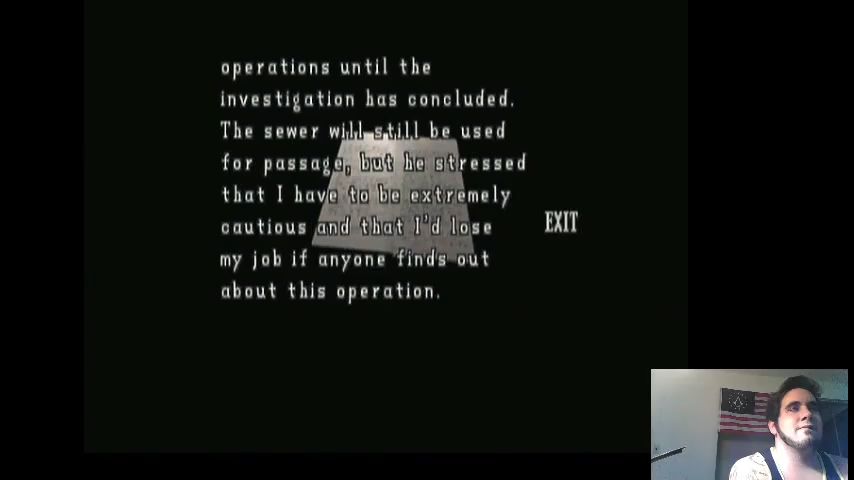 operations until the
investigation has concluded.
The sewer will still be used
for passage, but he stressed
that I have to be extremely
cautious and that I'd lose
my job if anyone finds out
about this operation.
EXIT